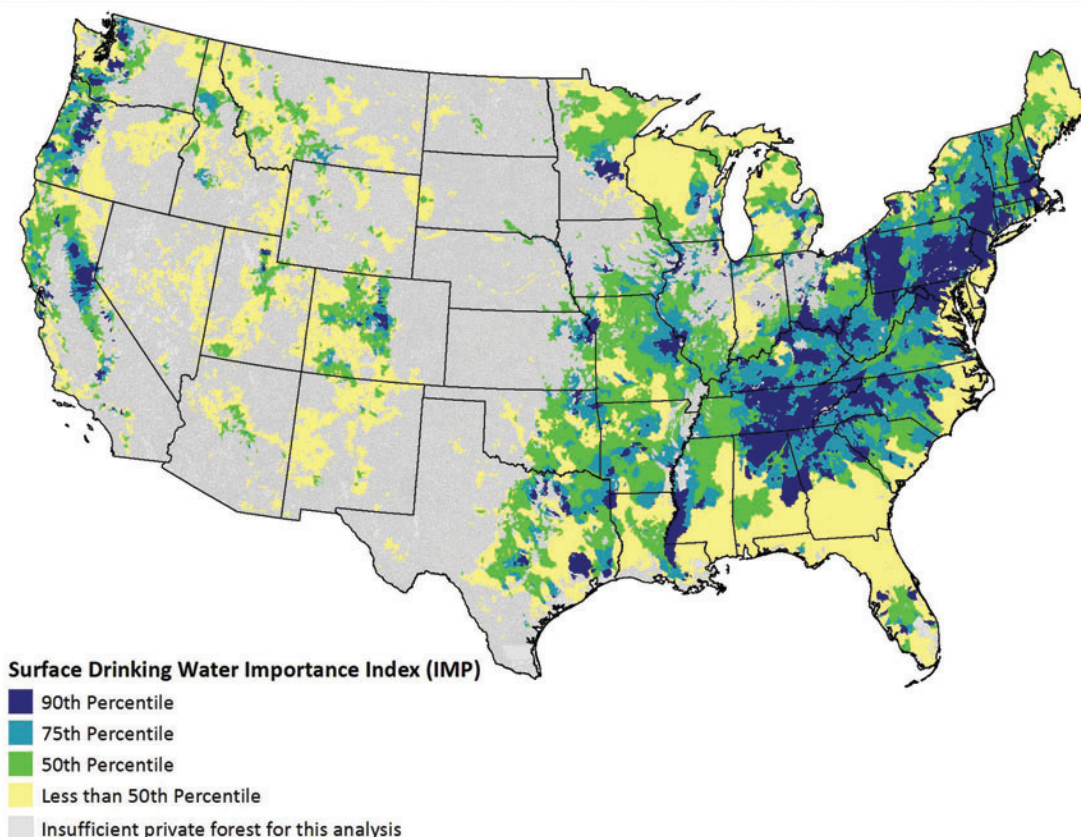 Surface Drinking Water Importance Index (IMP)
90th Percentile
75th Percentile
50th Percentile
Less than 50th Percentile
Insufficient private forest for this analysis